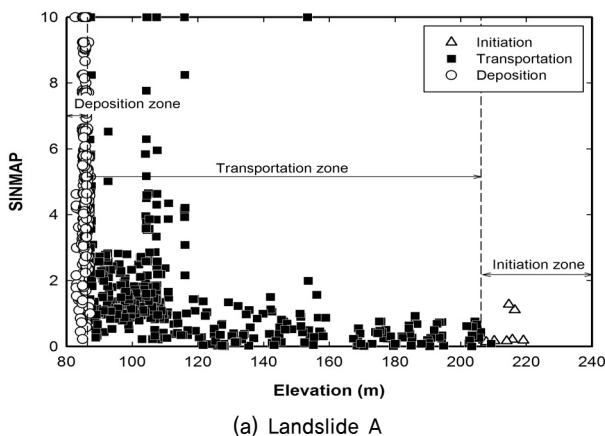 10
8
6
4
2
0
SINMAP
Initiation
Transportation
Deposition
Deposition zone
Transportation zone
Initiation zone
80 100 120 140 160 180 200 220 240
Elevation (m)
(a) Landslide A